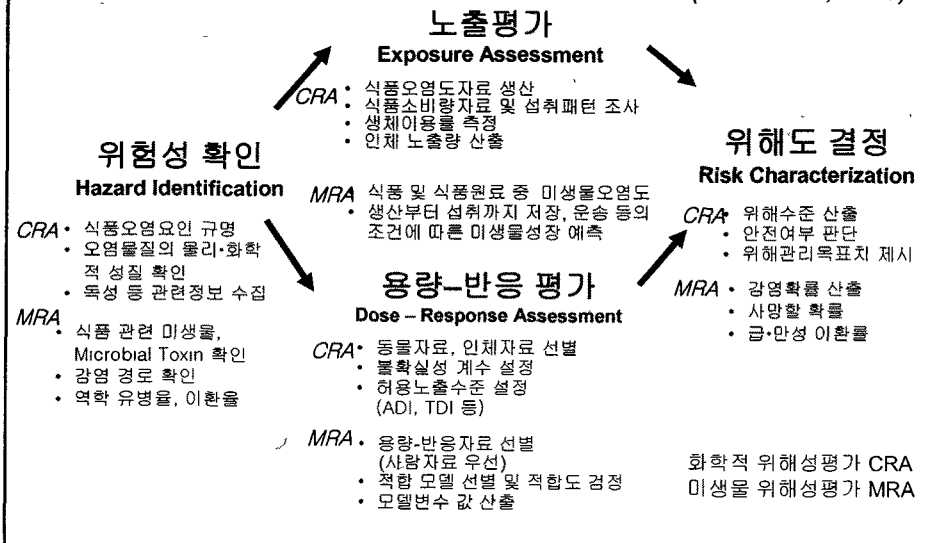 노출평가
Exposure Assessment
CRA • 식품오염도자료 생산
• 식품소비량자료 및 섭취패턴 조사
• 생체이용률 측정
• 인체 노출량 산출
MRA • 식품 및 식품원료 중 미생물오염도
• 생산부터 섭취까지 저장, 운송 등의
조건에 따른 미생물성장 예측
위험성 확인
Hazard Identification
CRA • 식품오염요인 규명
• 오염물질의 물리•화학
적 성질 확인
• 독성 등 관련정보 수집
MRA
• 식품 관련 미생물,
Microbial Toxin 확인
• 감염 경로 확인
• 역학 유병율, 이환율
용량–반응 평가
Dose – Response Assessment
CRA • 동물자료, 인체자료 선별
• 불확실성 계수 설정
• 허용노출수준 설정
(ADI, TDI 등)
MRA • 용량-반응자료 선별
(사람자료 우선)
• 적합 모델 선별 및 적합도 검정
• 모델변수 값 산출
위해도 결정
Risk Characterization
CRA • 위해수준 산출
• 안전여부 판단
• 위해관리목표치 제시
MRA • 감염확률 산출
• 사망할 확률
• 급•만성 이환률
화학적 위해성평가 CRA
미생물 위해성평가 MRA